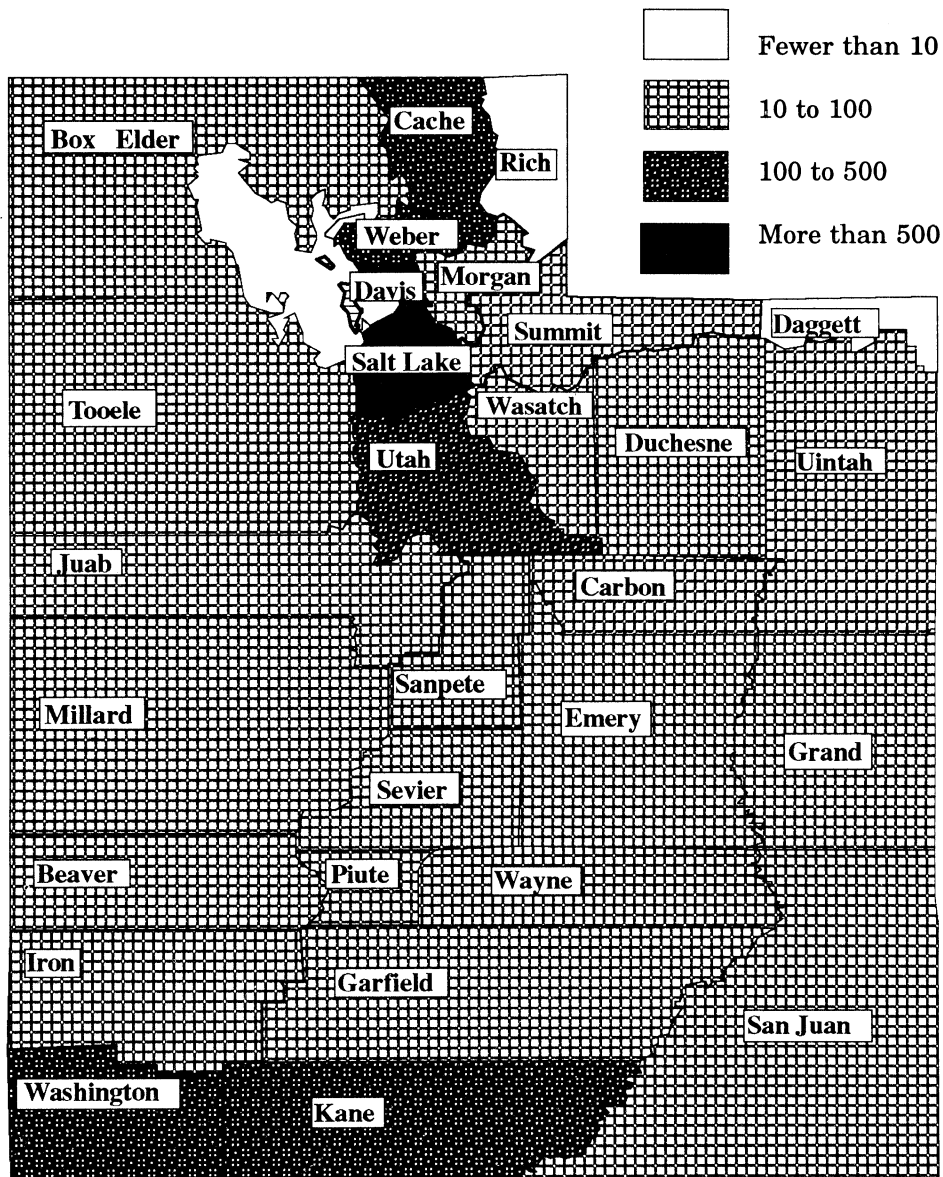 Fewer than 10
10 to 100
100 to 500
More than 500
Cache
Box Elder
Rich
Weber
Morgan
Davis
Daggett
Summit
Salt Lake
Wasatch
Tooele
Duchesne
Utah
Uintah
Juab
Carbon
Sanpete
Millard
Emery
Grand
Sevier
Beaver
Piute
Wayne
Iron
Garfield
San Juan
Washington
Kane